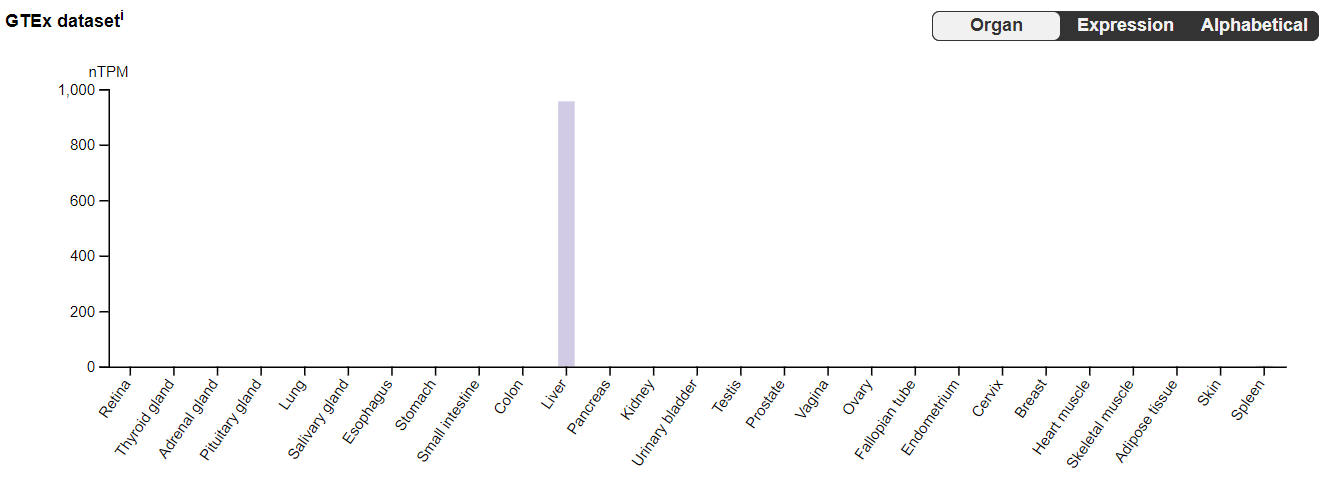 GTEx datasetⁱ
Organ Expression Alphabetical
nTPM
1,000
800
600
400
200
0
Retina
Thyroid gland
Adrenal gland
Pituitary gland
Lung
Salivary gland
Esophagus
Stomach
Small intestine
Colon
Liver
Pancreas
Kidney
Urinary bladder
Testis
Prostate
Vagina
Ovary
Fallopian tube
Endometrium
Cervix
Breast
Heart muscle
Skeletal muscle
Adipose tissue
Skin
Spleen